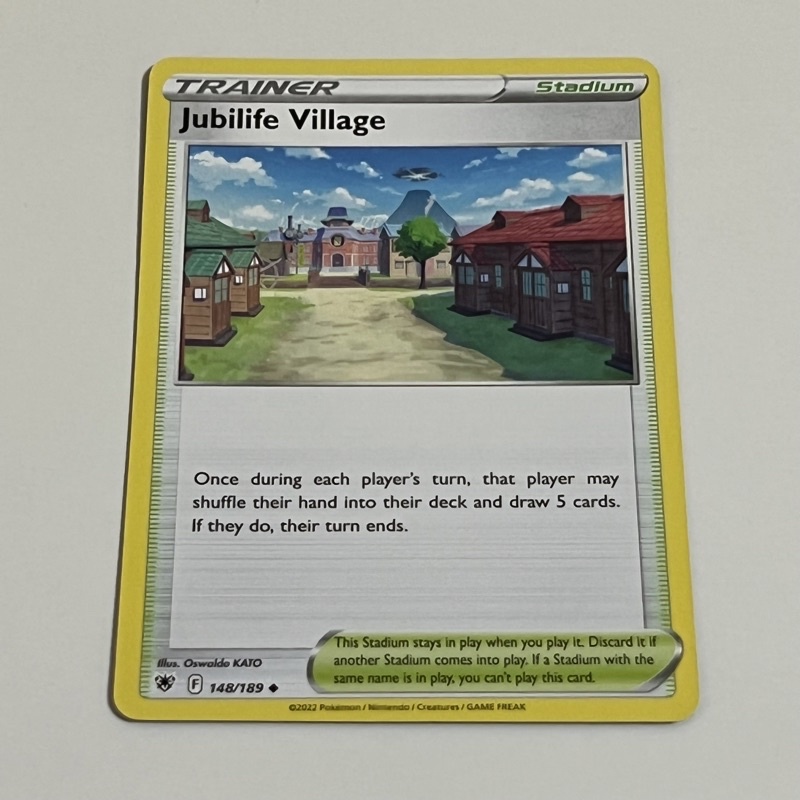 TRAINER Stadium
Jubilife Village
Once during each player's turn, that player may
shuffle their hand into their deck and draw 5 cards.
If they do, their turn ends.
This Stadium stays in play when you play it. Discard it if
another Stadium comes into play. If a Stadium with the
same name is in play, you can't play this card.
Illus. Oswaldo KATO
F 148/189
©2022 Pokémon / Nintendo / Creatures / GAME FREAK